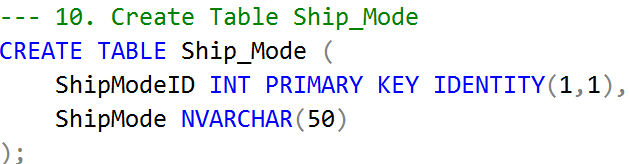 --- 10. Create Table Ship_Mode
CREATE TABLE Ship_Mode (
    ShipModeID INT PRIMARY KEY IDENTITY(1,1),
    ShipMode NVARCHAR(50)
);